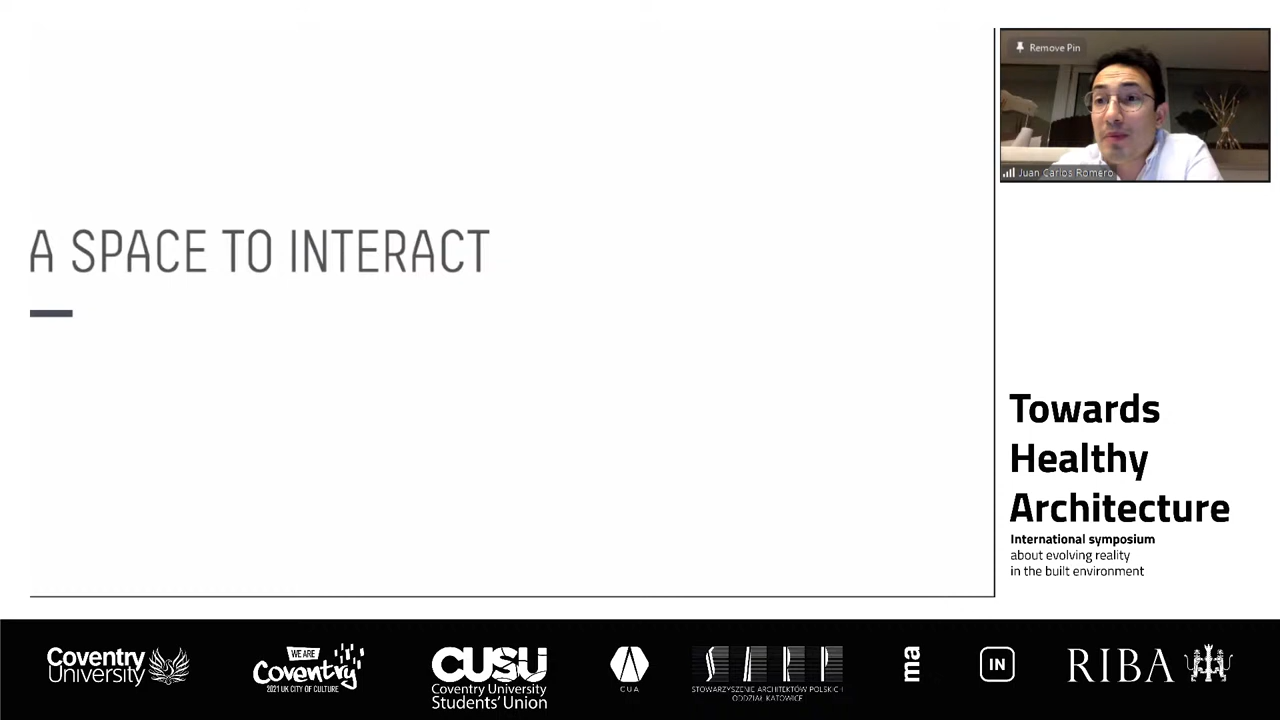 A SPACE TO INTERACT
Remove Pin
Juan Carlos Romero
Towards
Healthy
Architecture
International symposium
about evolving reality
in the built environment
Coventry
University
WE ARE
Coventry
2021 UK CITY OF CULTURE
CUSU
Coventry University
Students' Union
CUA
SARP
STOWARZYSZENIE ARCHITEKTÓW POLSKICH
ODDZIAŁ KATOWICE
ma
IN
RIBA